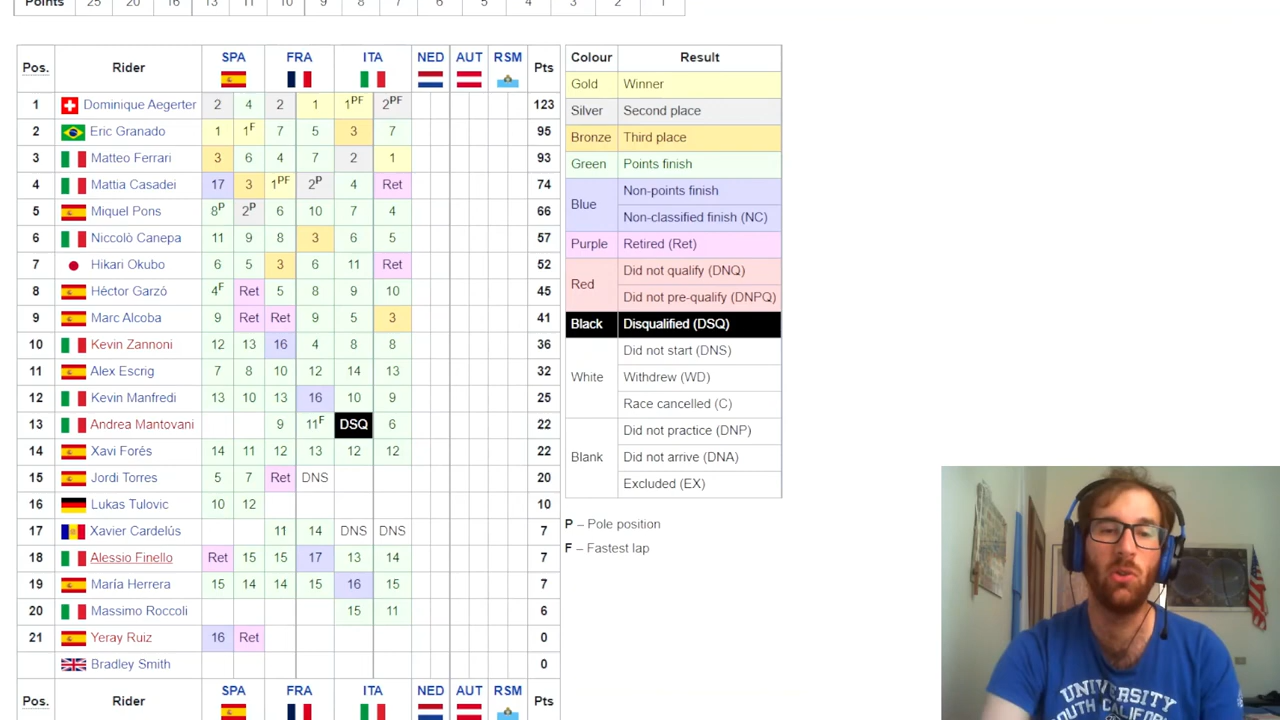 Points 25 20 16 13 11 10 9 8 7 6 5 4 3 2 1
Pos. Rider SPA FRA ITA NED AUT RSM Pts
1 Dominique Aegerter 2 4 2 1 1PF 2PF 123
2 Eric Granado 1 1F 7 5 3 7 95
3 Matteo Ferrari 3 6 4 7 2 1 93
4 Mattia Casadei 17 3 1PF 2P 4 Ret 74
5 Miquel Pons 8P 2P 6 10 7 4 66
6 Niccolò Canepa 11 9 8 3 6 5 57
7 Hikari Okubo 6 5 3 6 11 Ret 52
8 Héctor Garzó 4F Ret 5 8 9 10 45
9 Marc Alcoba 9 Ret Ret 9 5 3 41
10 Kevin Zannoni 12 13 16 4 8 8 36
11 Alex Escrig 7 8 10 12 14 13 32
12 Kevin Manfredi 13 10 13 16 10 9 25
13 Andrea Mantovani 9 11F DSQ 6 22
14 Xavi Forés 14 11 12 13 12 12 22
15 Jordi Torres 5 7 Ret DNS 20
16 Lukas Tulovic 10 12 10
17 Xavier Cardelús 11 14 DNS DNS 7
18 Alessio Finello Ret 15 15 17 13 14 7
19 María Herrera 15 14 14 15 16 15 7
20 Massimo Roccoli 15 11 6
21 Yeray Ruiz 16 Ret 0
Bradley Smith 0
Pos. Rider SPA FRA ITA NED AUT RSM Pts
Colour Result
Gold Winner
Silver Second place
Bronze Third place
Green Points finish
Blue Non-points finish
Non-classified finish (NC)
Purple Retired (Ret)
Red Did not qualify (DNQ)
Did not pre-qualify (DNPQ)
Black Disqualified (DSQ)
White Did not start (DNS)
Withdrew (WD)
Race cancelled (C)
Blank Did not practice (DNP)
Did not arrive (DNA)
Excluded (EX)
P – Pole position
F – Fastest lap
UNIVERSITY
SOUTH CALIFORNI